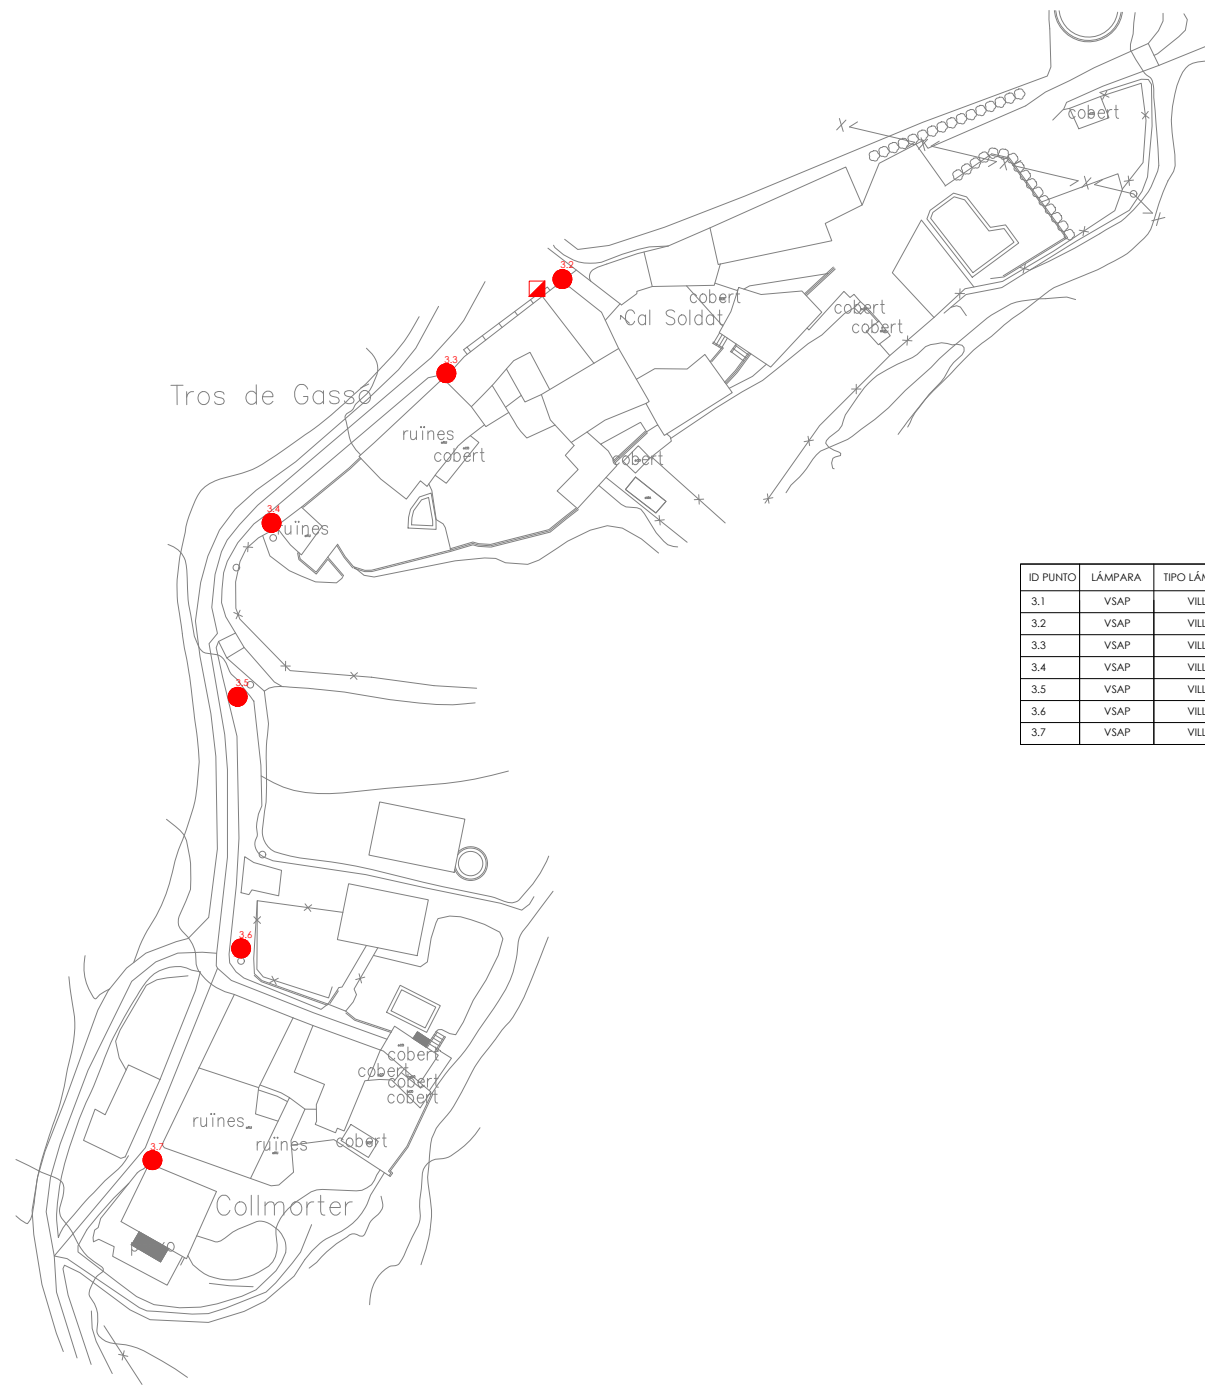 cobert
3.2
cobert
Cal Soldat
cobert
cobert
3.3
Tros de Gassó
ruïnes
cobert
cobert
3.4
ruïnes
ID PUNTO LÁMPARA
3.1 VSAP
3.2 VSAP
3.3 VSAP
3.4 VSAP
3.5 VSAP
3.6 VSAP
3.7 VSAP
3.5
3.6
cobert
cobert
cobert
cobert
ruïnes
ruïnes
cobert
3.7
Collmorter